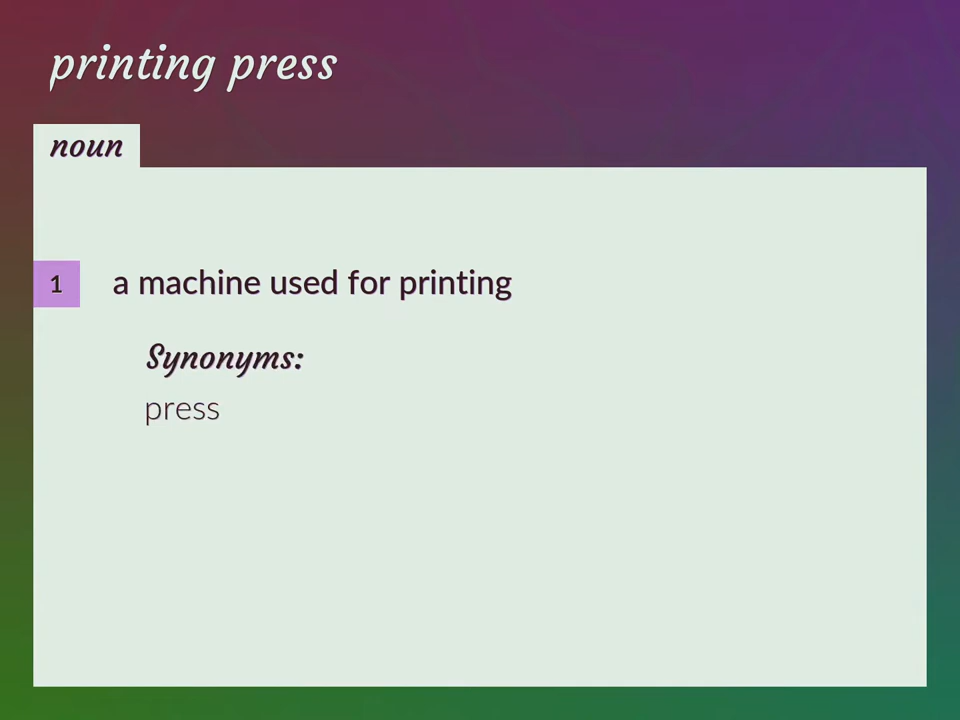 printing press
noun
1 a machine used for printing
Synonyms:
press